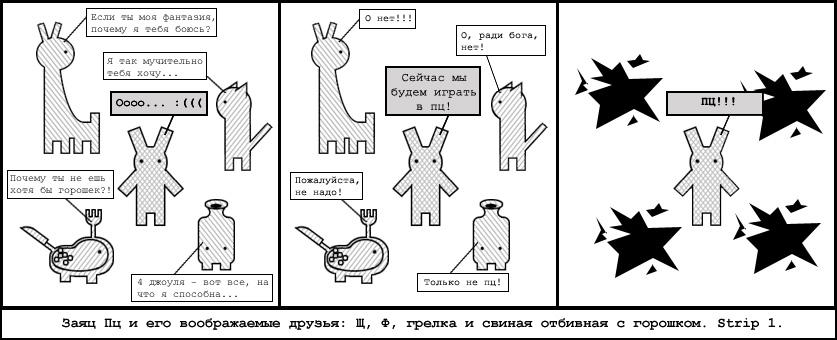 Если ты моя фантазия,
почему я тебя боюсь?
Я так мучительно
тебя хочу...
Оооо... :(((
Почему ты не ешь
хотя бы горошек?!
4 джоуля - вот все, на
что я способна...
О нет!!!
О, ради бога,
нет!
Сейчас мы
будем играть
в пц!
Пожалуйста,
не надо!
Только не пц!
ПЦ!!!
Заяц Пц и его воображаемые друзья: Щ, Ф, грелка и свиная отбивная с горошком. Strip 1.